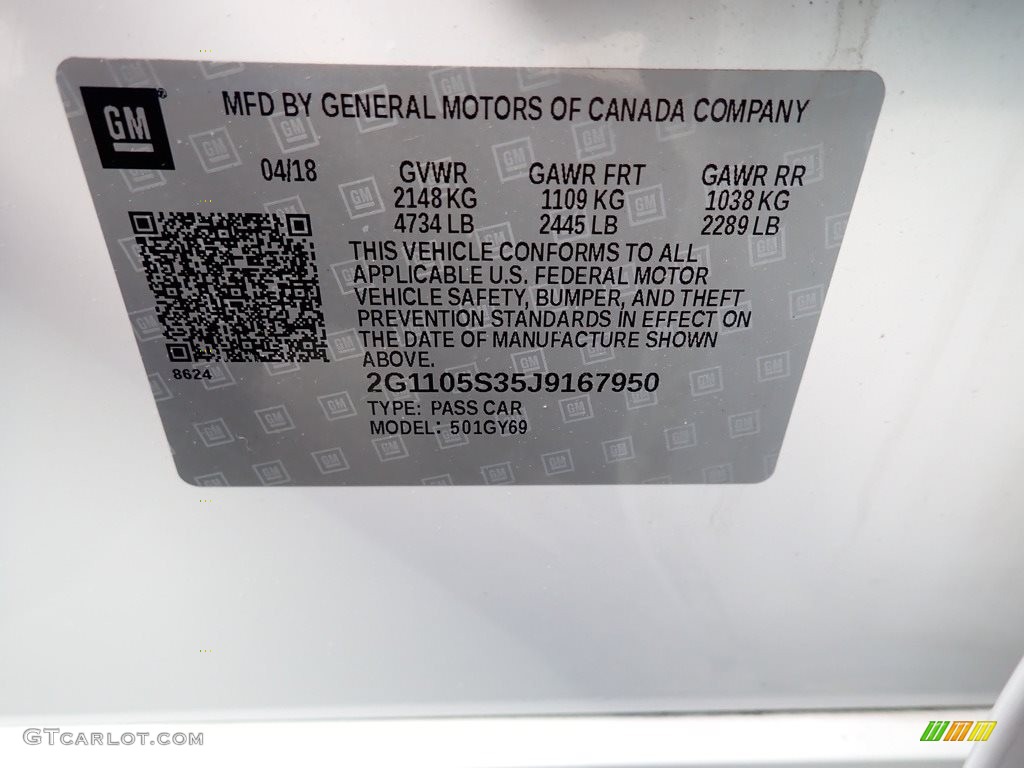 MFD BY GENERAL MOTORS OF CANADA COMPANY
GM®
04/18 GVWR GAWR FRT GAWR RR
2148 KG 1109 KG 1038 KG
4734 LB 2445 LB 2289 LB
THIS VEHICLE CONFORMS TO ALL
APPLICABLE U.S. FEDERAL MOTOR
VEHICLE SAFETY, BUMPER, AND THEFT
PREVENTION STANDARDS IN EFFECT ON
THE DATE OF MANUFACTURE SHOWN
ABOVE.
8624
2G1105S35J9167950
TYPE: PASS CAR
MODEL: 501GY69
GTCARLOT.COM